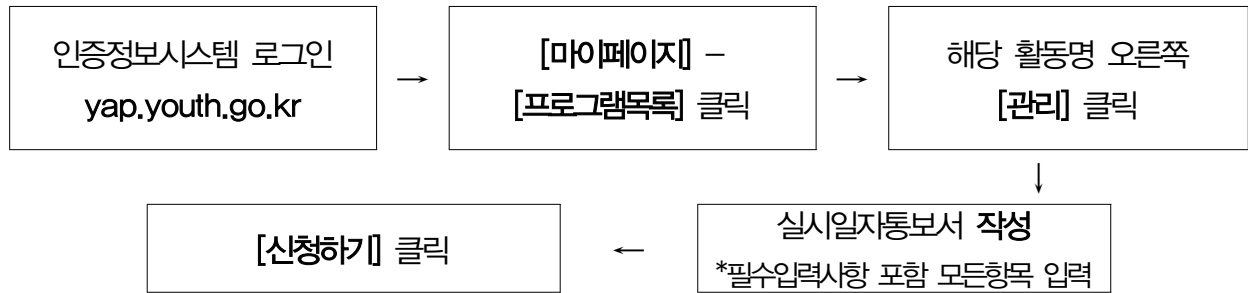 인증정보시스템 로그인
yap.youth.go.kr
→
[마이페이지] –
[프로그램목록] 클릭
→
해당 활동명 오른쪽
[관리] 클릭
↓
실시일자통보서 작성
*필수입력사항 포함 모든항목 입력
←
[신청하기] 클릭